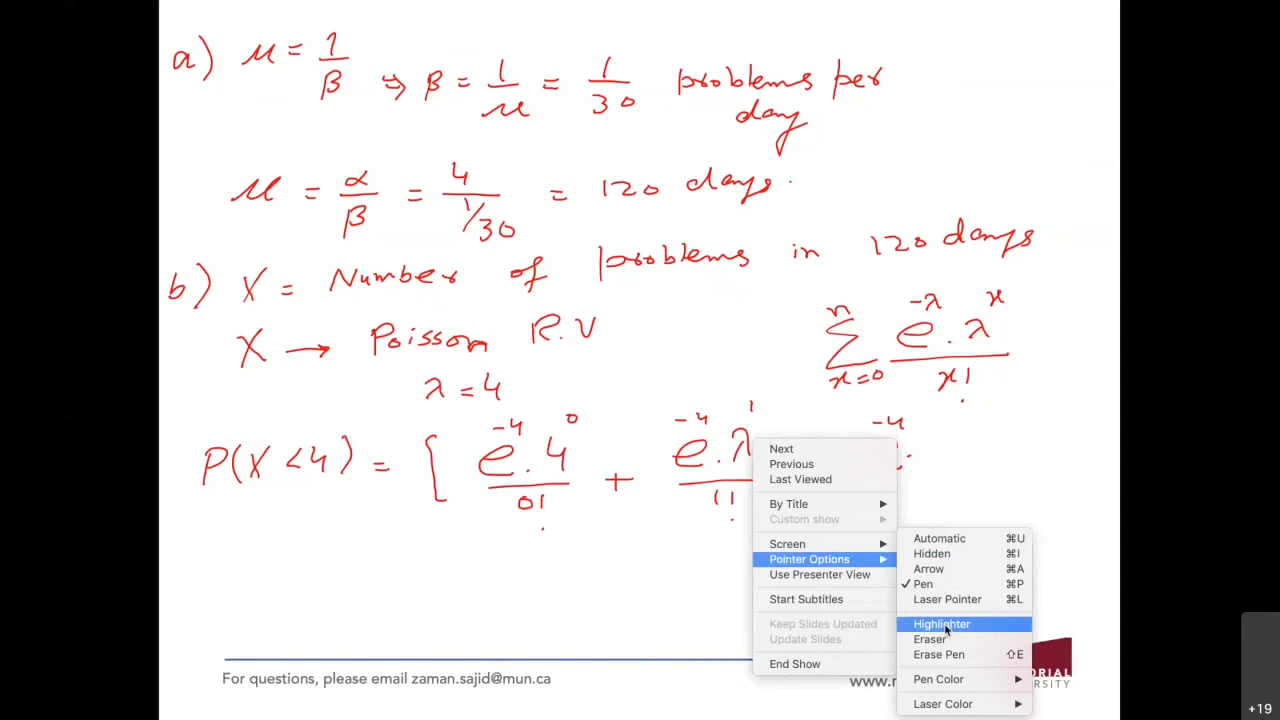 a) μ = 1/β → β = 1/μ = 1/30 problems per day
μ = α/β = 4/(1/30) = 120 days.
b) X = Number of problems in 120 days
X → Poisson R.V
λ = 4
n
Σ e^-λ . λ^x / x!
x=0
P(X < 4) = [ e^-4 . 4^0 / 0! + e^-4 . λ^1 / 1! -4
Next
Previous
Last Viewed
By Title
Custom show
Screen
Pointer Options
Use Presenter View
Start Subtitles
Keep Slides Updated
Update Slides
End Show
Automatic ⌘U
Hidden ⌘I
Arrow ⌘A
✓ Pen ⌘P
Laser Pointer ⌘L
Highlighter
Eraser
Erase Pen ⇧E
Pen Color
Laser Color
For questions, please email zaman.sajid@mun.ca
www.
+19